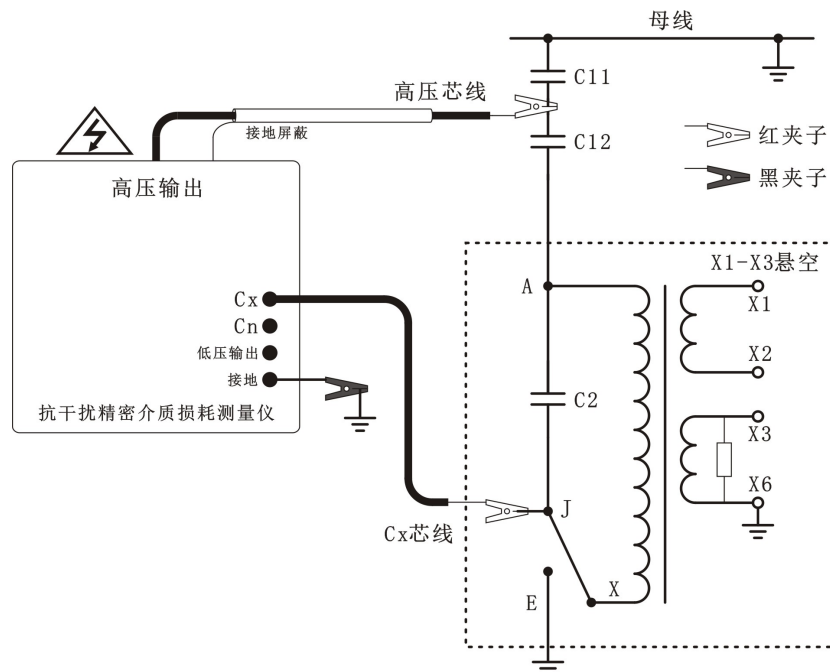 母线
C11
高压芯线
接地屏蔽
C12
红夹子
黑夹子
高压输出
X1-X3悬空
A
X1
Cx
Cn
低压输出
接地
X2
C2
X3
抗干扰精密介质损耗测量仪
X6
J
Cx芯线
X
E